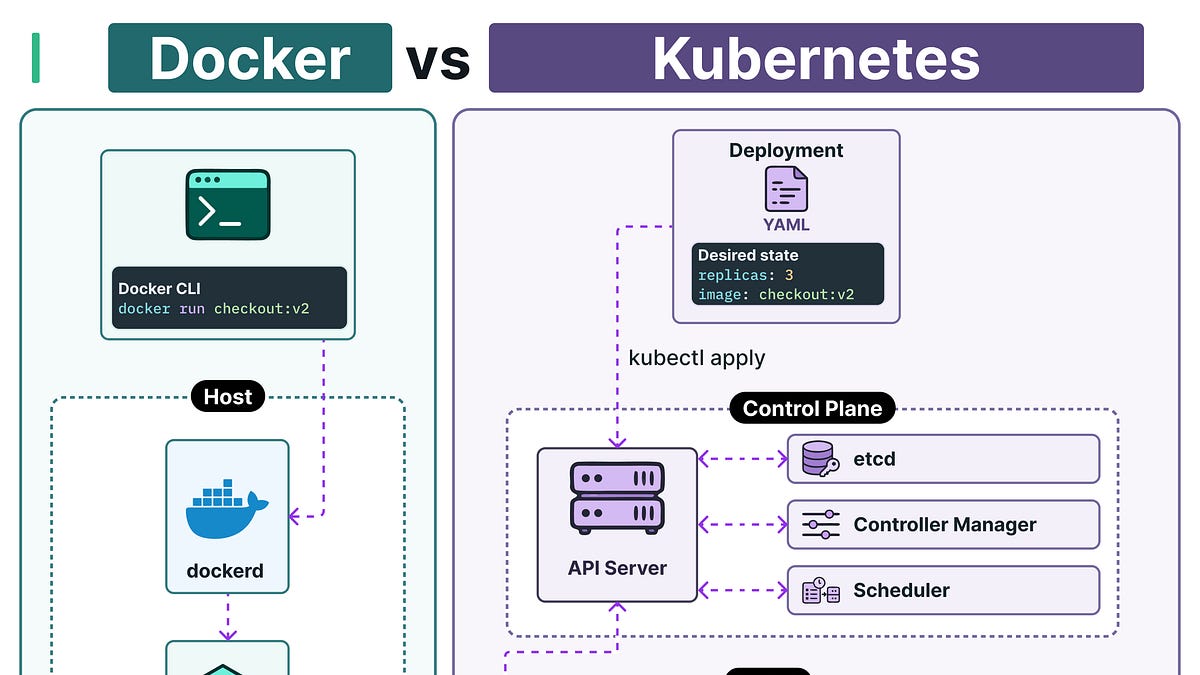 Docker vs Kubernetes
Docker CLI
docker run checkout:v2
Host
dockerd
Deployment
YAML
Desired state
replicas: 3
image: checkout:v2
kubectl apply
Control Plane
API Server
etcd
Controller Manager
Scheduler